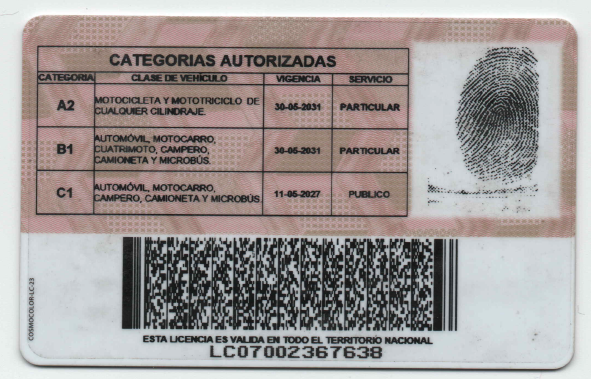 CATEGORIAS AUTORIZADAS
CATEGORIA CLASE DE VEHÍCULO VIGENCIA SERVICIO
A2 MOTOCICLETA Y MOTOTRICICLO DE CUALQUIER CILINDRAJE. 30-05-2031 PARTICULAR
B1 AUTOMÓVIL, MOTOCARRO, CUATRIMOTO, CAMPERO, CAMIONETA Y MICROBÚS. 30-05-2031 PARTICULAR
C1 AUTOMÓVIL, MOTOCARRO, CAMPERO, CAMIONETA Y MICROBÚS 11-05-2027 PUBLICO
COSMOCOLOR-LC-23
ESTA LICENCIA ES VALIDA EN TODO EL TERRITORIO NACIONAL
LC07002367638